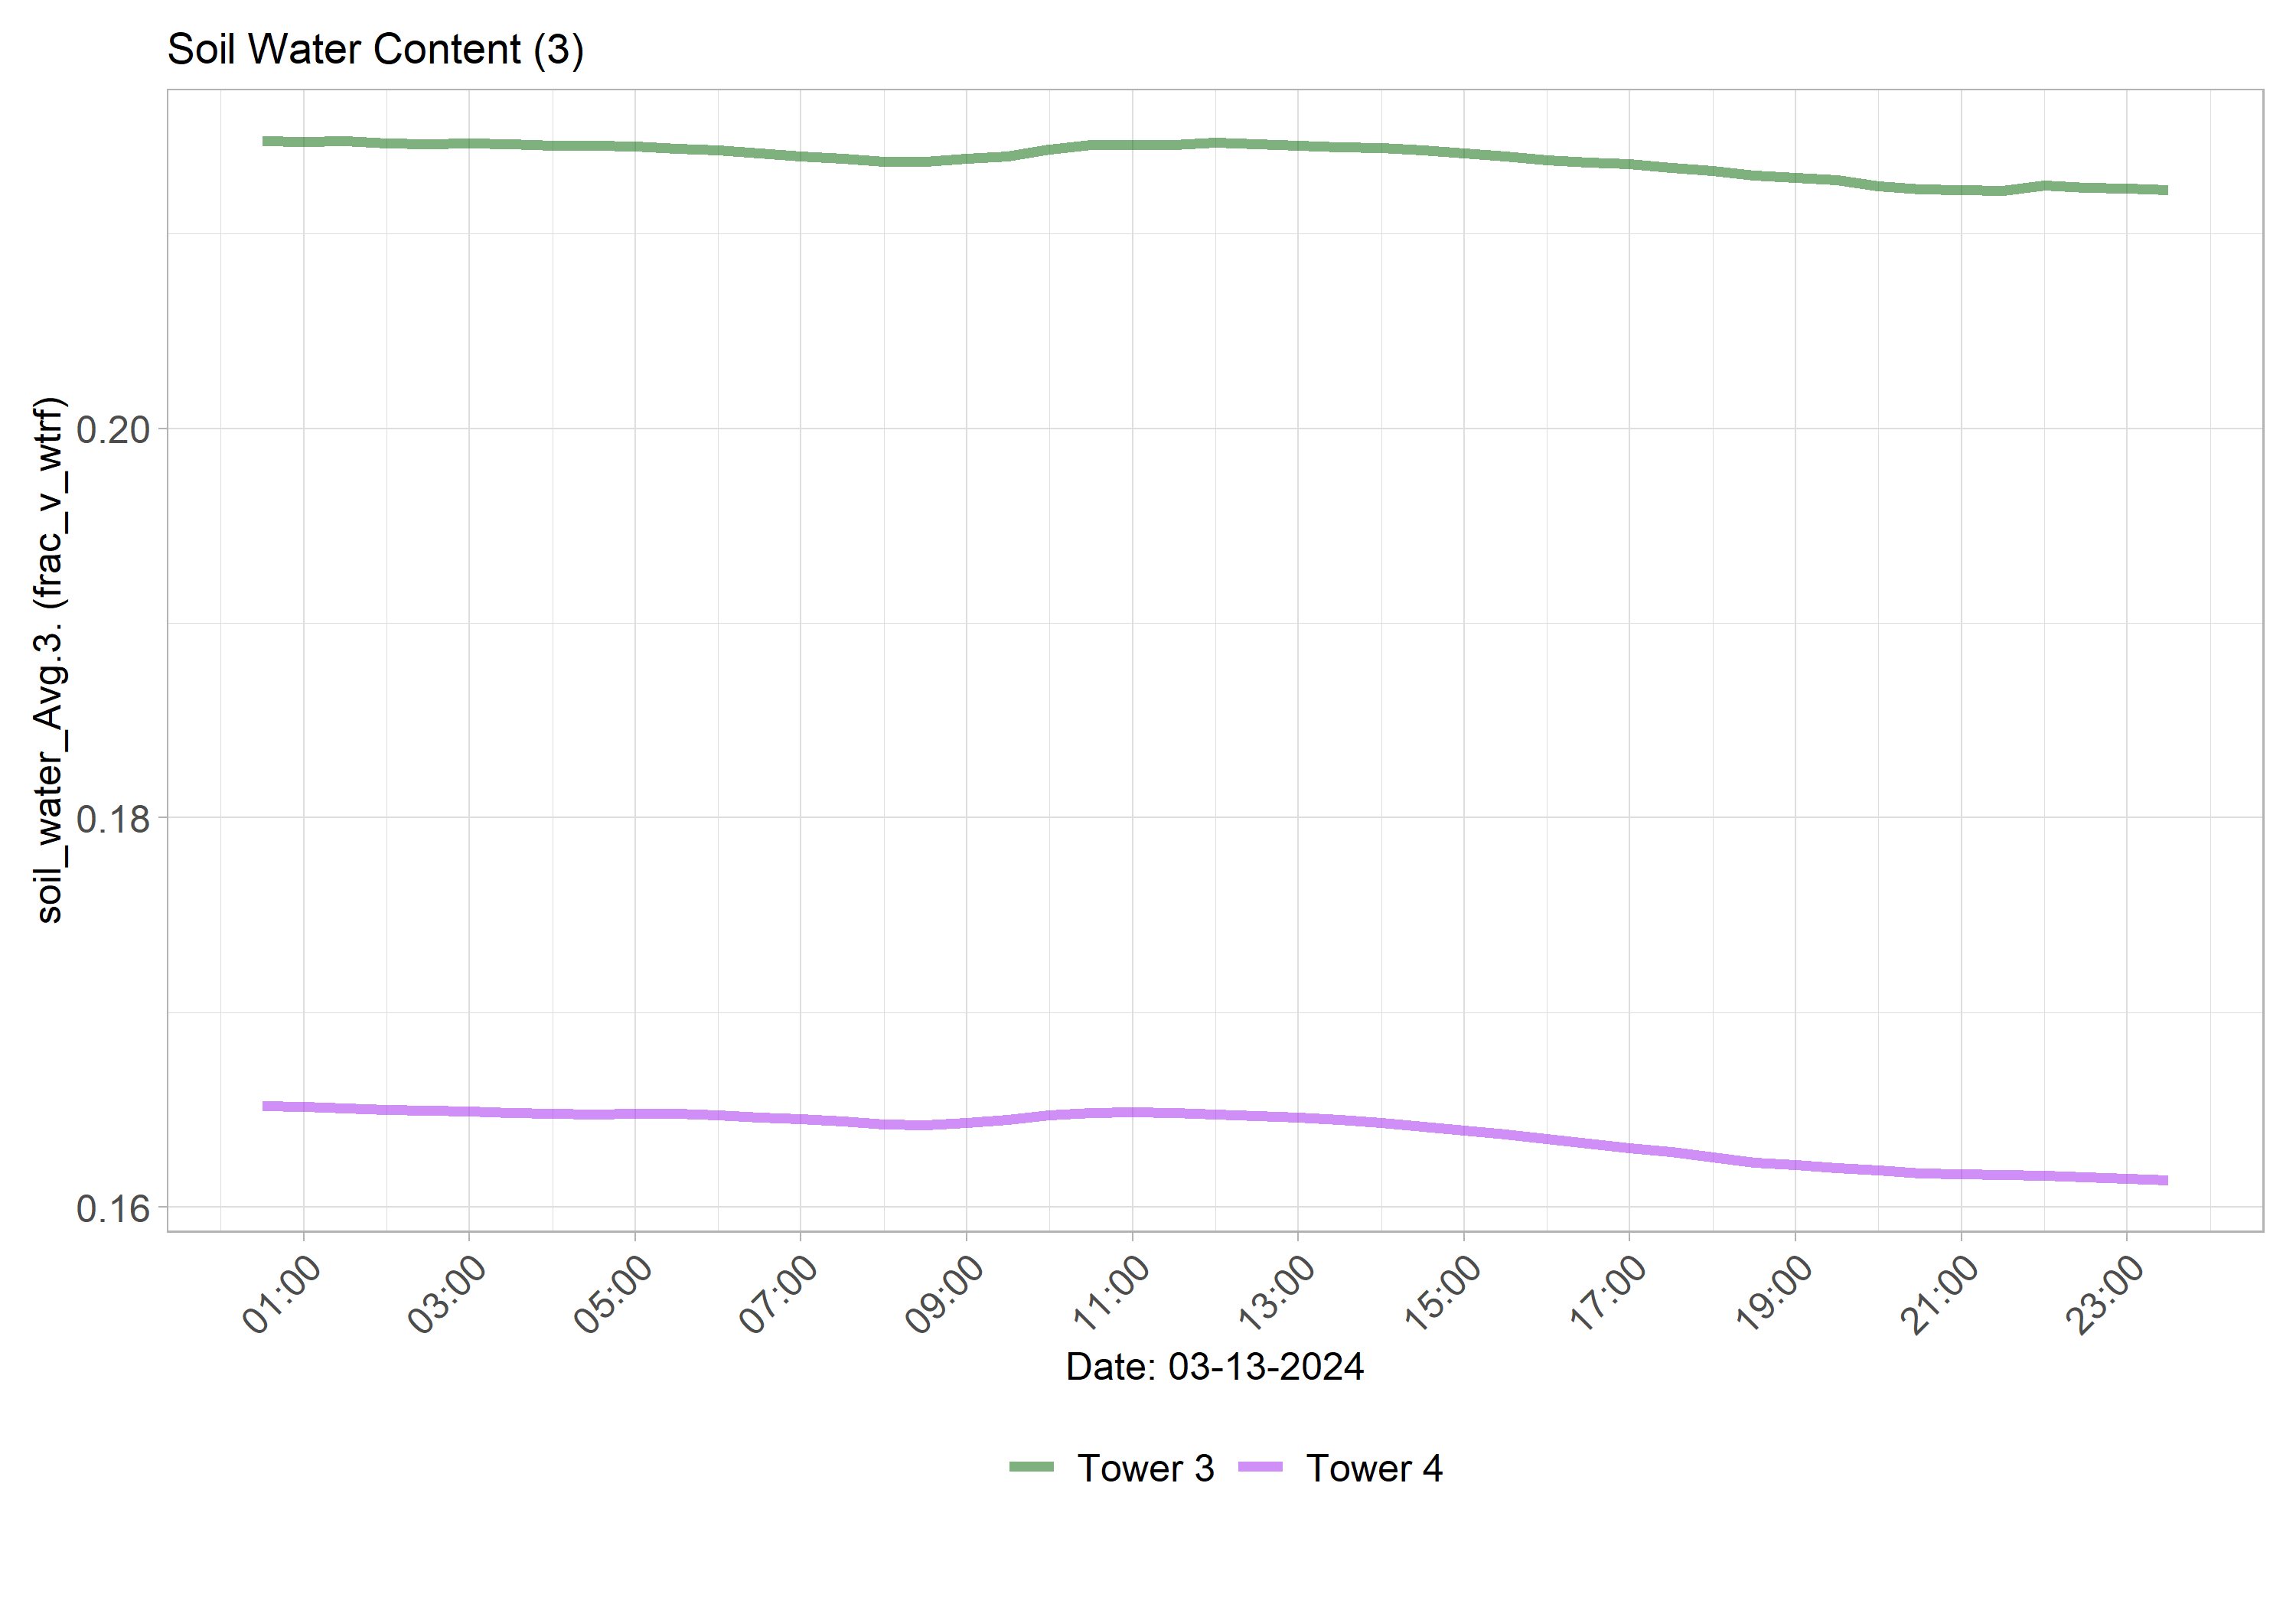 Soil Water Content (3)
soil_water_Avg.3. (frac_v_wtrf)
0.20
0.18
0.16
01:00 03:00 05:00 07:00 09:00 11:00 13:00 15:00 17:00 19:00 21:00 23:00
Date: 03-13-2024
Tower 3 Tower 4